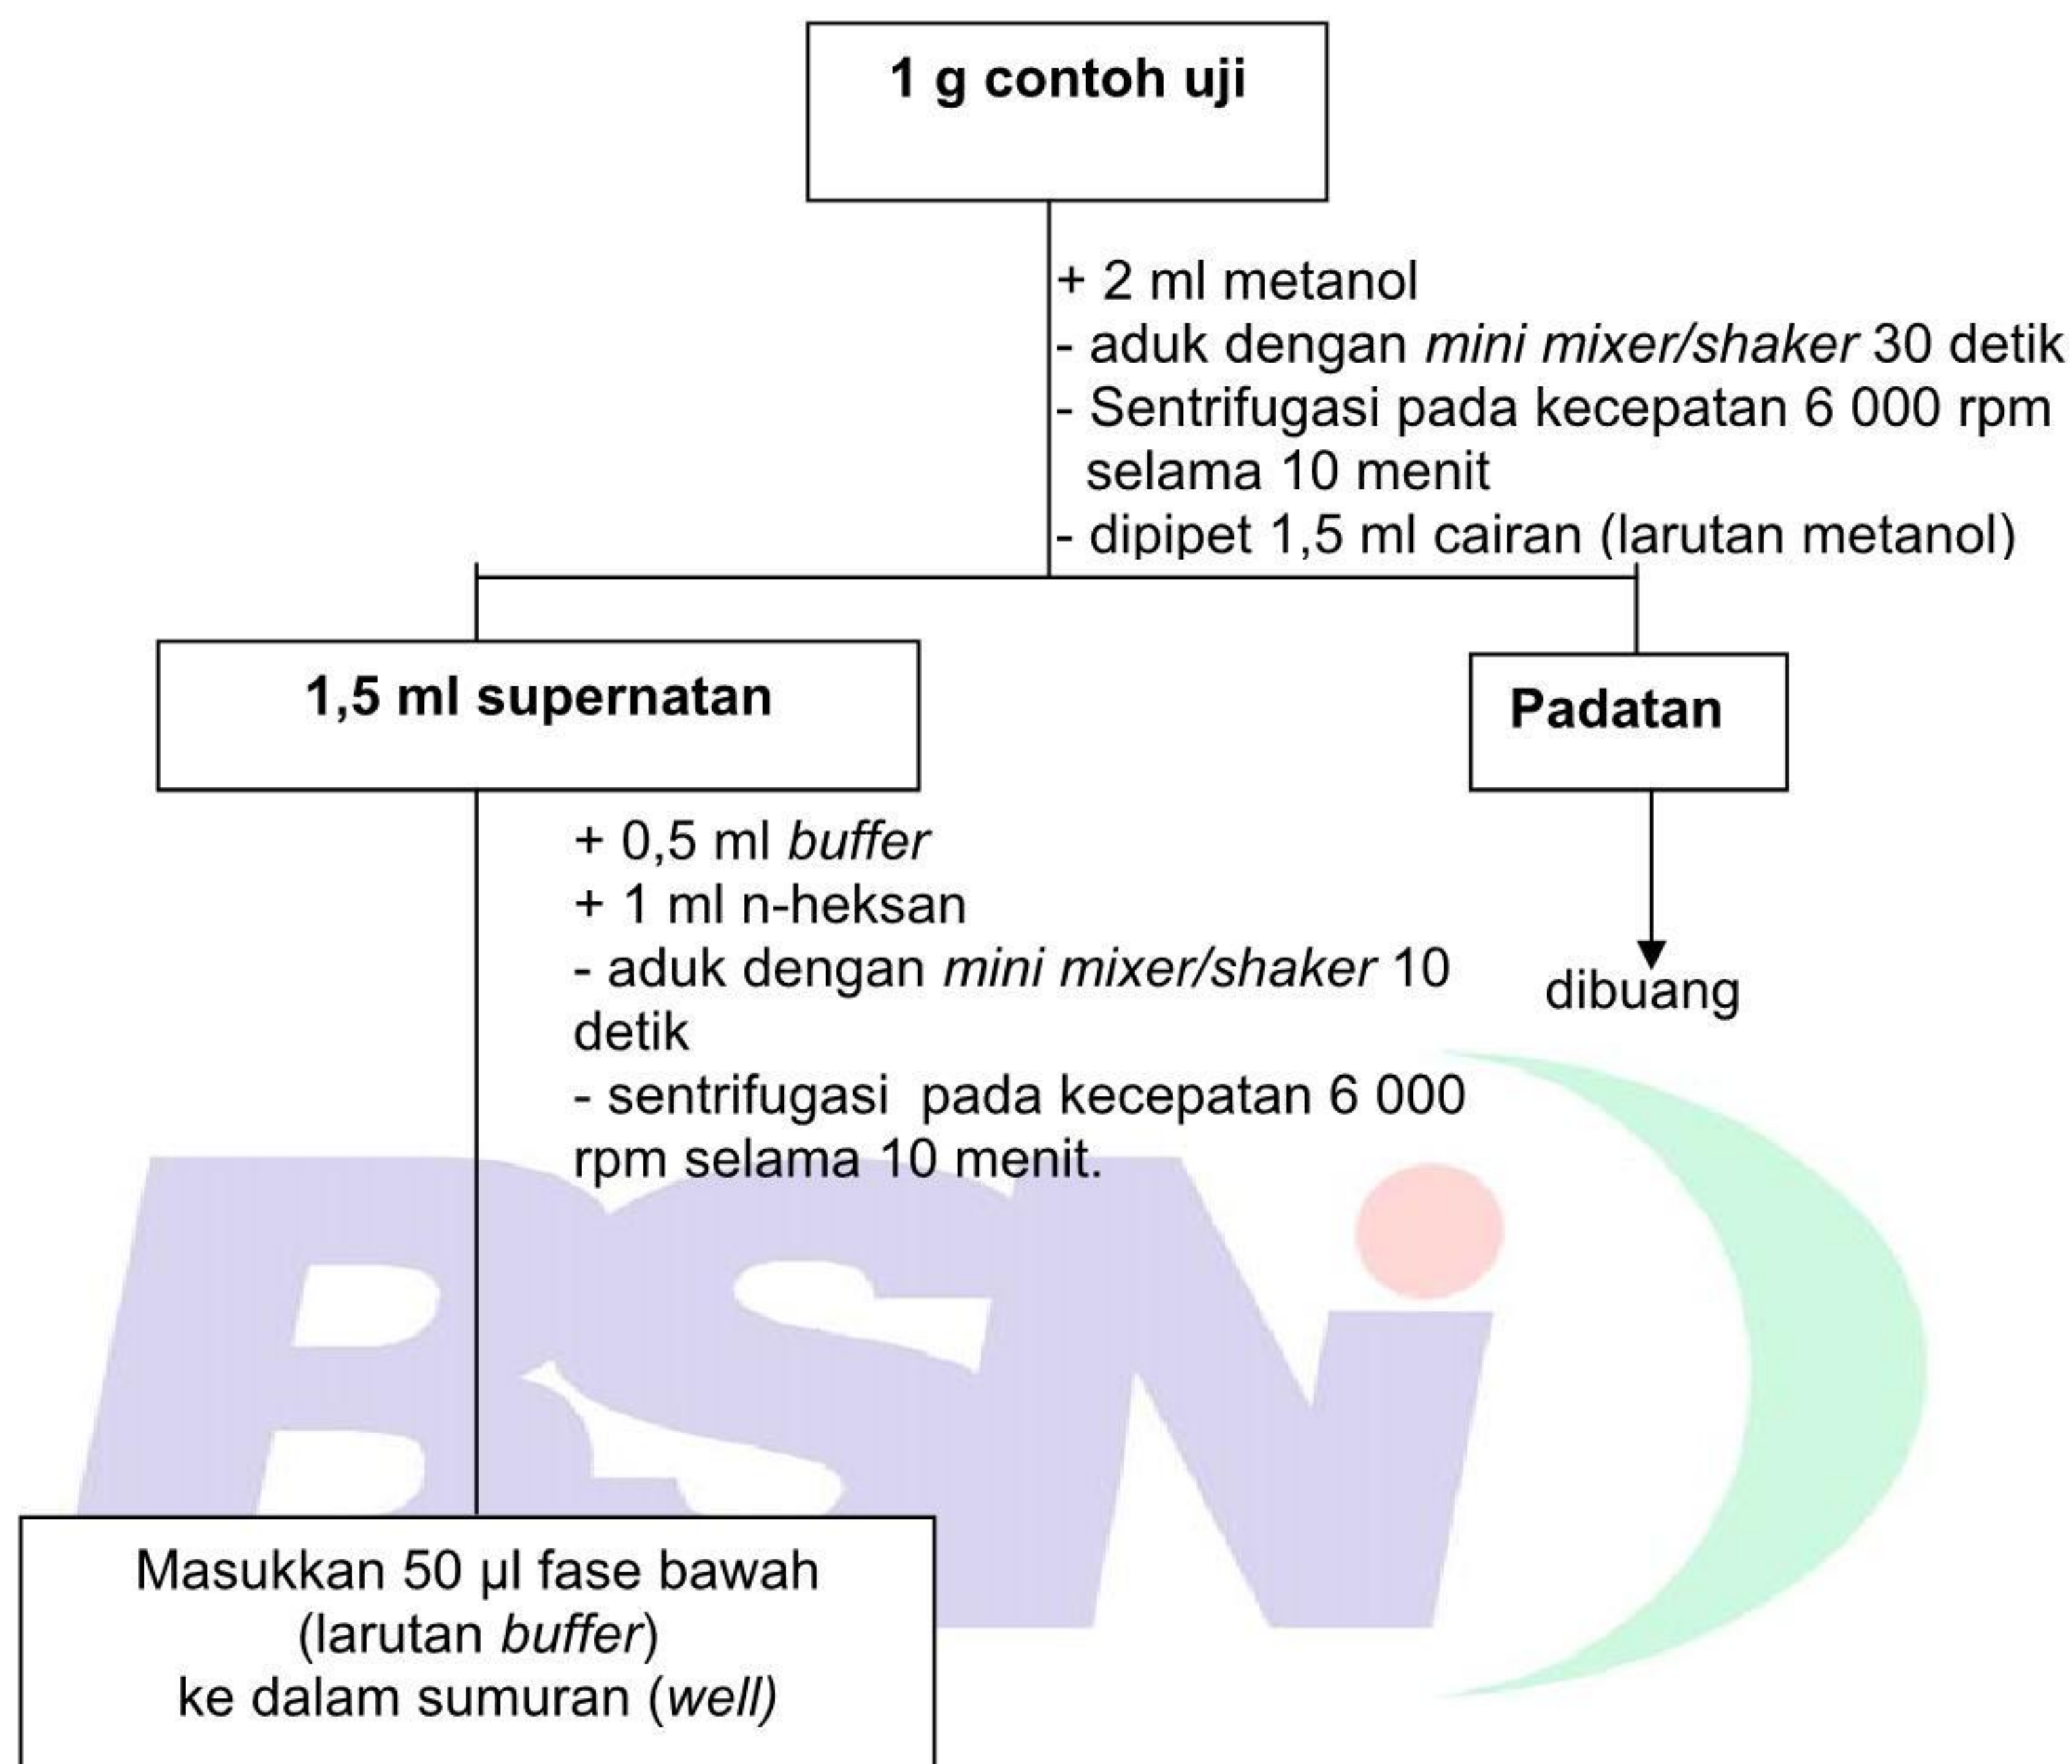 1 g contoh uji
+ 2 ml metanol
- aduk dengan mini mixer/shaker 30 detik
- Sentrifugasi pada kecepatan 6 000 rpm
selama 10 menit
- dipipet 1,5 ml cairan (larutan metanol)
1,5 ml supernatan
Padatan
+ 0,5 ml buffer
+ 1 ml n-heksan
- aduk dengan mini mixer/shaker 10
detik
- sentrifugasi  pada kecepatan 6 000
rpm selama 10 menit.
dibuang
BSNi
Masukkan 50 µl fase bawah
(larutan buffer)
ke dalam sumuran (well)